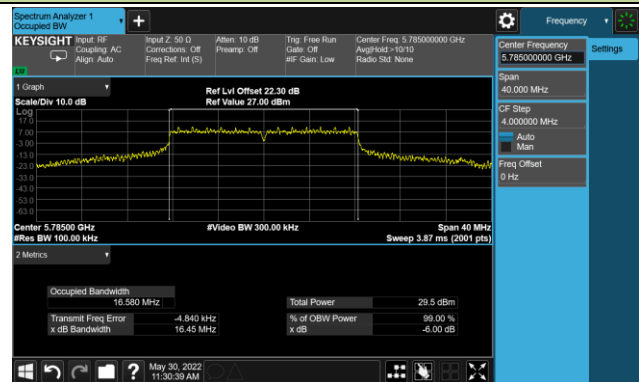 Spectrum Analyzer 1
Occupied BW
Frequency
KEYSIGHT
Input: RF
Coupling: AC
Align: Auto
Input Z: 50 Ω
Corrections: Off
Freq Ref: Int (S)
Atten: 10 dB
Preamp: Off
Trig: Free Run
Gate: Off
#IF Gain: Low
Center Freq: 5.785000000 GHz
Avg|Hold:>10/10
Radio Std: None
Center Frequency
5.785000000 GHz
Settings
Span
40.000 MHz
CF Step
4.000000 MHz
Auto
Man
Freq Offset
0 Hz
1 Graph
Scale/Div 10.0 dB
Ref Lvl Offset 22.30 dB
Ref Value 27.00 dBm
Log
17.0
7.00
-3.00
-13.0
-23.0
-33.0
-43.0
-53.0
-63.0
Center 5.78500 GHz
#Res BW 100.00 kHz
#Video BW 300.00 kHz
Span 40 MHz
Sweep 3.87 ms (2001 pts)
2 Metrics
Occupied Bandwidth
16.580 MHz
Total Power 29.5 dBm
Transmit Freq Error -4.840 kHz
% of OBW Power 99.00 %
x dB Bandwidth 16.45 MHz
x dB -6.00 dB
May 30, 2022
11:30:39 AM